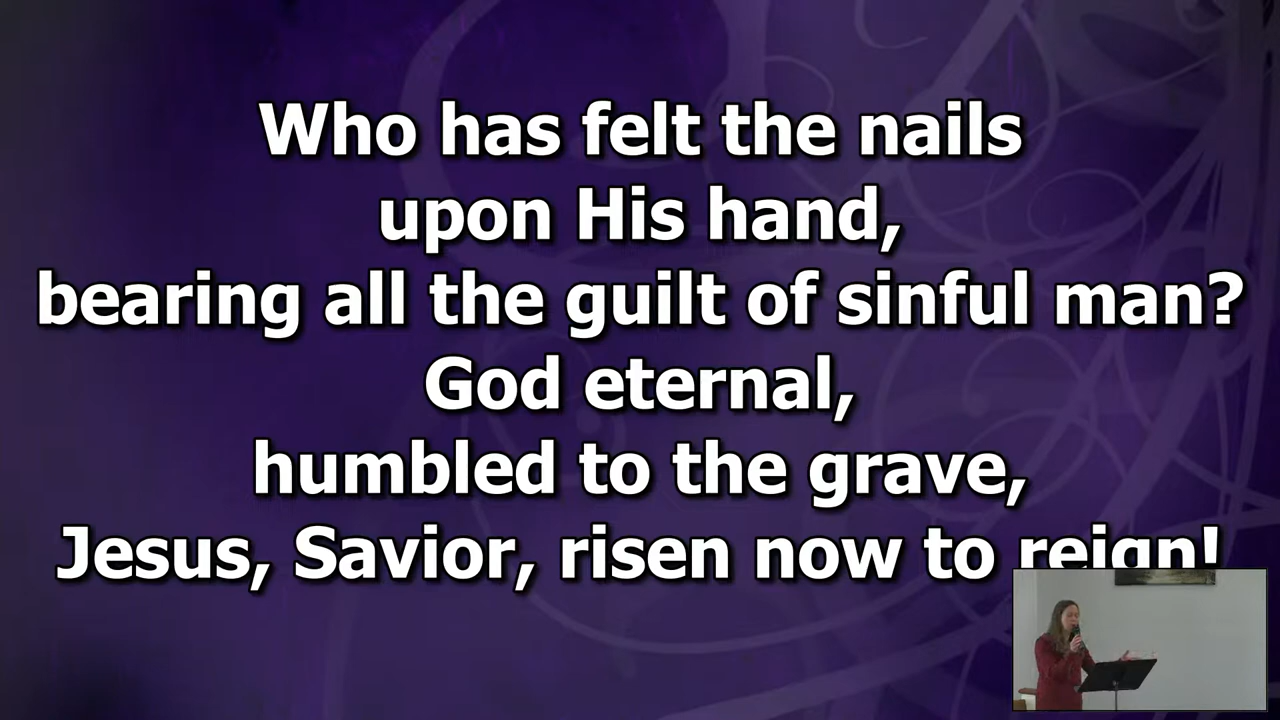 Who has felt the nails
upon His hand,
bearing all the guilt of sinful man?
God eternal,
humbled to the grave,
Jesus, Savior, risen now to reign!